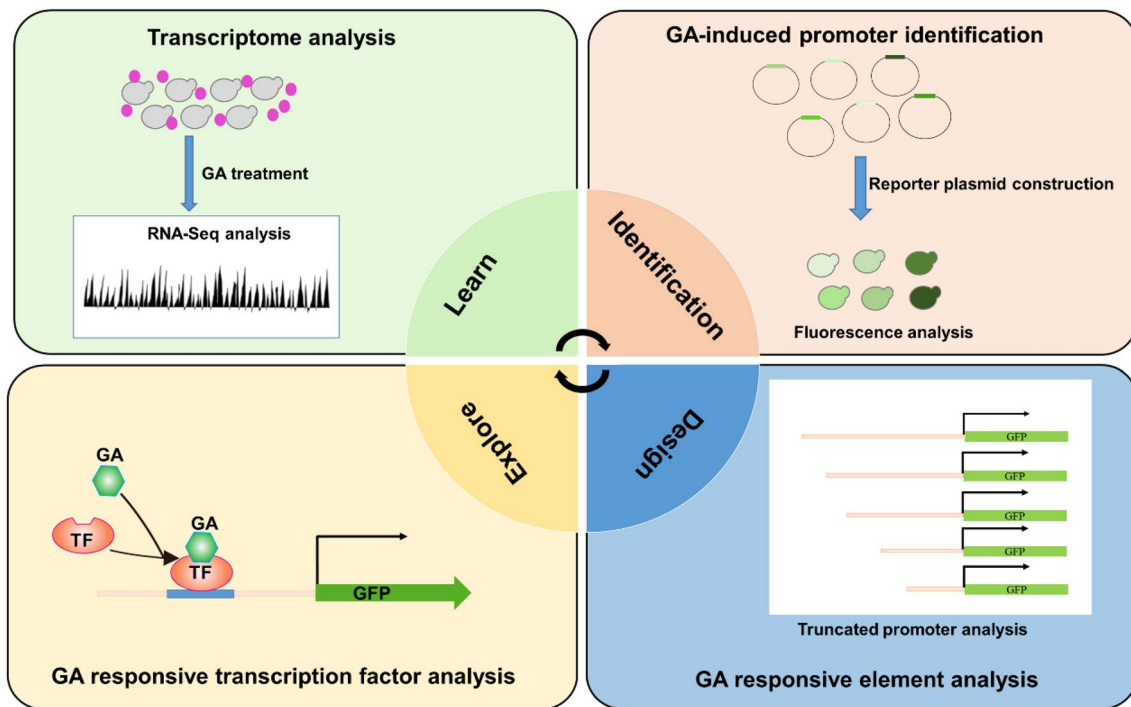 Transcriptome analysis
GA treatment
RNA-Seq analysis
GA-induced promoter identification
Reporter plasmid construction
Fluorescence analysis
Learn
Identification
Explore
Design
GA
TF
GA
TF
GFP
GA responsive transcription factor analysis
GFP
GFP
GFP
GFP
GFP
Truncated promoter analysis
GA responsive element analysis